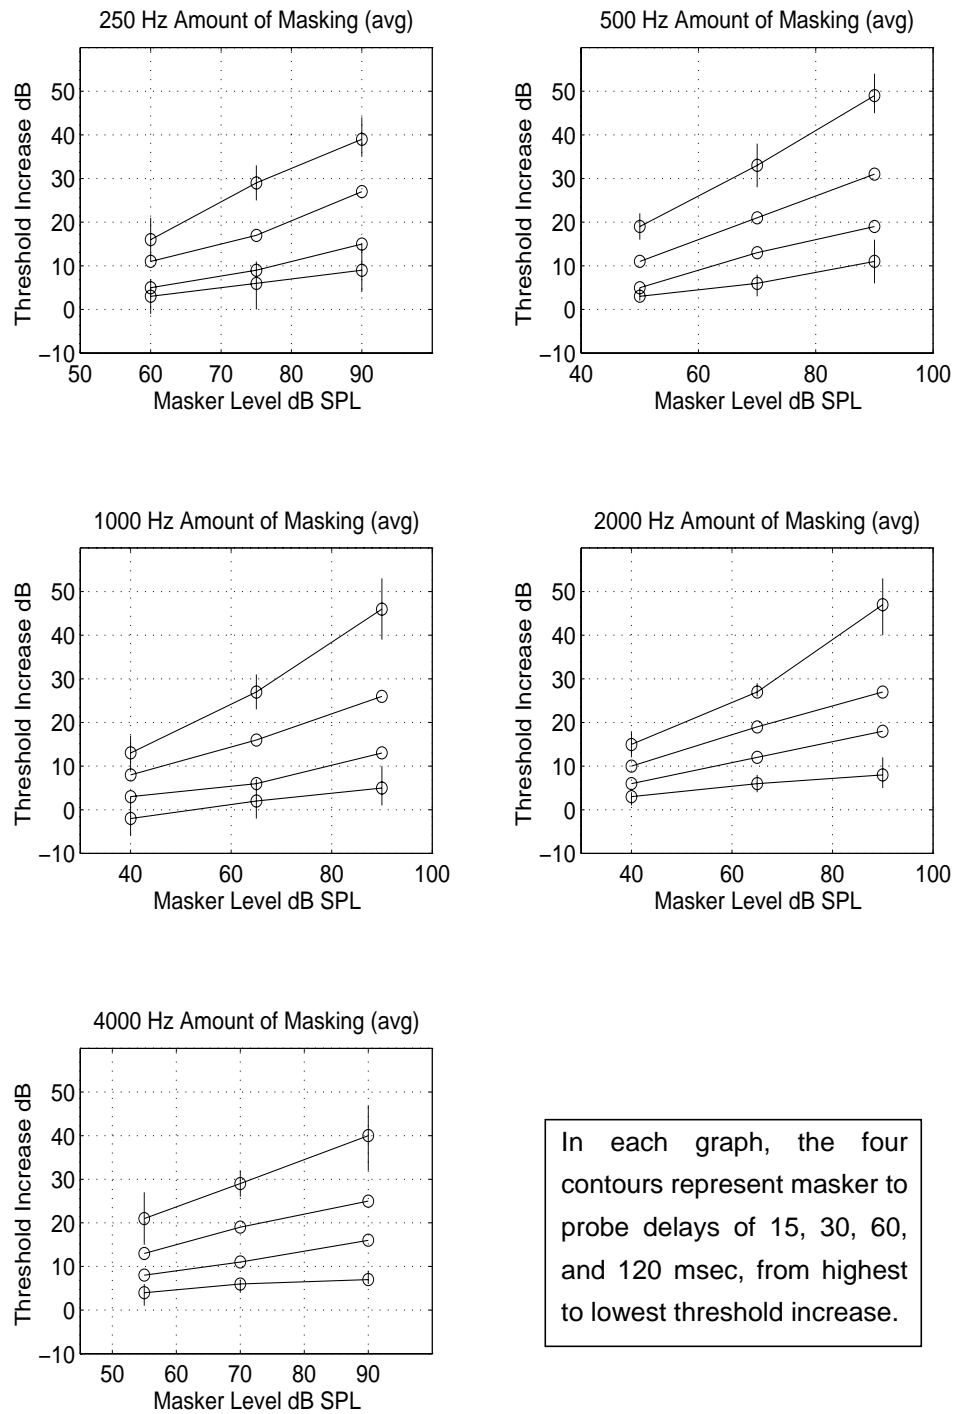 250 Hz Amount of Masking (avg)
Threshold Increase dB
50
40
30
20
10
0
−10
50 60 70 80 90
Masker Level dB SPL
500 Hz Amount of Masking (avg)
Threshold Increase dB
50
40
30
20
10
0
−10
40 60 80 100
Masker Level dB SPL
1000 Hz Amount of Masking (avg)
Threshold Increase dB
50
40
30
20
10
0
−10
40 60 80 100
Masker Level dB SPL
2000 Hz Amount of Masking (avg)
Threshold Increase dB
50
40
30
20
10
0
−10
40 60 80 100
Masker Level dB SPL
4000 Hz Amount of Masking (avg)
Threshold Increase dB
50
40
30
20
10
0
−10
50 60 70 80 90
Masker Level dB SPL
In each graph, the four
contours represent masker to
probe delays of 15, 30, 60,
and 120 msec, from highest
to lowest threshold increase.